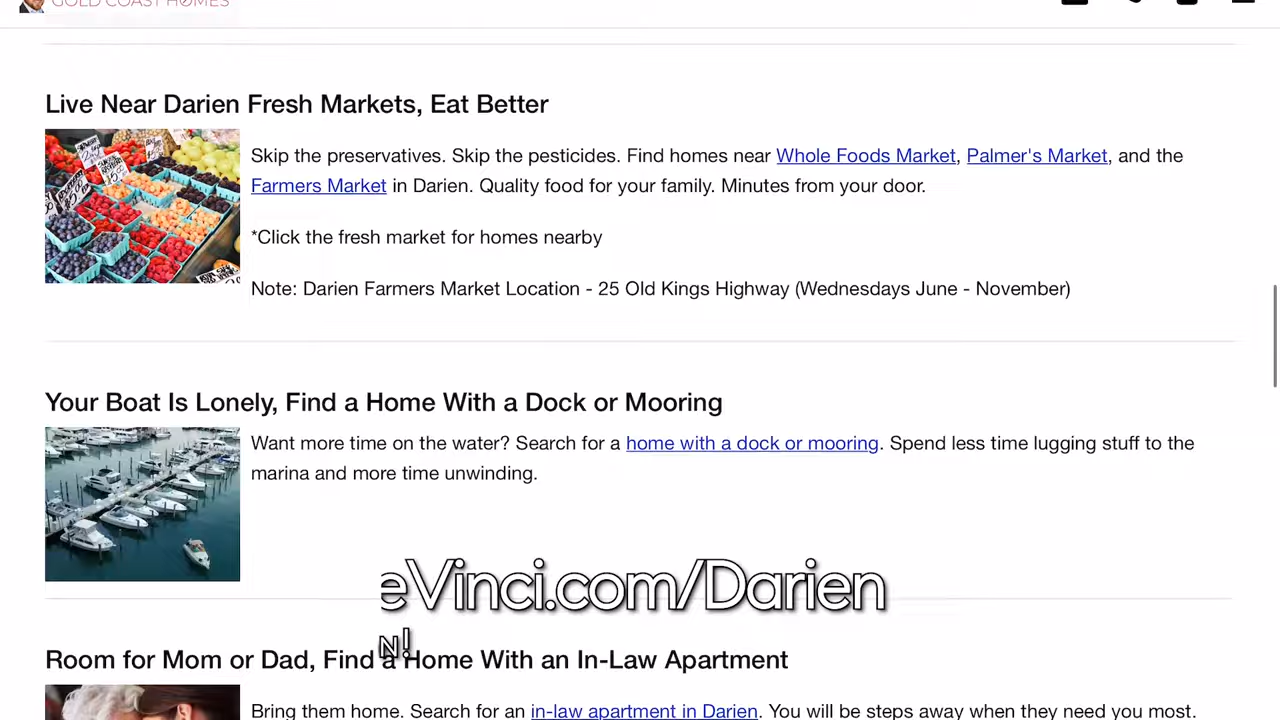 GOLD COAST HOMES
Live Near Darien Fresh Markets, Eat Better
Skip the preservatives. Skip the pesticides. Find homes near Whole Foods Market, Palmer's Market, and the
Farmers Market in Darien. Quality food for your family. Minutes from your door.
*Click the fresh market for homes nearby
Note: Darien Farmers Market Location - 25 Old Kings Highway (Wednesdays June - November)
Your Boat Is Lonely, Find a Home With a Dock or Mooring
Want more time on the water? Search for a home with a dock or mooring. Spend less time lugging stuff to the
marina and more time unwinding.
eVinci.com/Darien
N!
Room for Mom or Dad, Find a Home With an In-Law Apartment
Bring them home. Search for an in-law apartment in Darien. You will be steps away when they need you most.